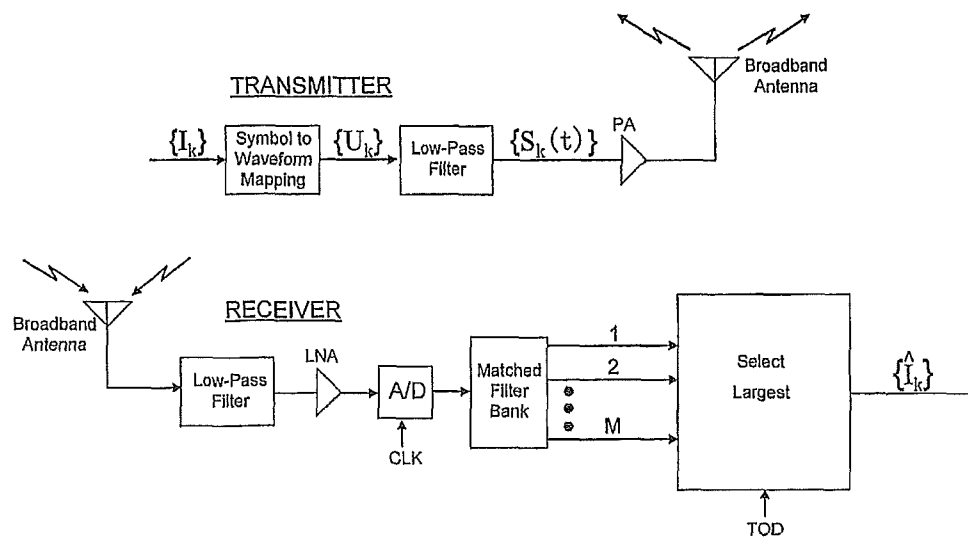 TRANSMITTER
{I_k}
Symbol to
Waveform
Mapping
{U_k}
Low-Pass
Filter
{S_k(t)}
PA
Broadband
Antenna
RECEIVER
Broadband
Antenna
Low-Pass
Filter
LNA
A/D
CLK
Matched
Filter
Bank
1
2
M
Select
Largest
TOD
{Î_k}